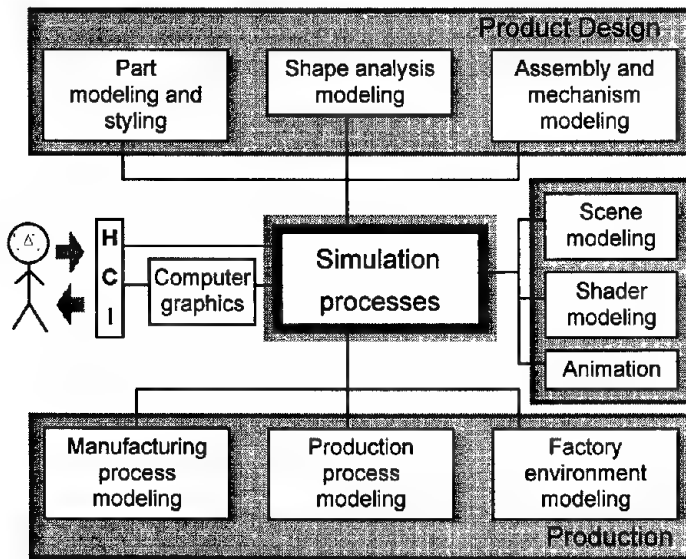 Product Design
Part
modeling and
styling
Shape analysis
modeling
Assembly and
mechanism
modeling
H
C
I
Computer
graphics
Simulation
processes
Scene
modeling
Shader
modeling
Animation
Manufacturing
process
modeling
Production
process
modeling
Factory
environment
modeling
Production